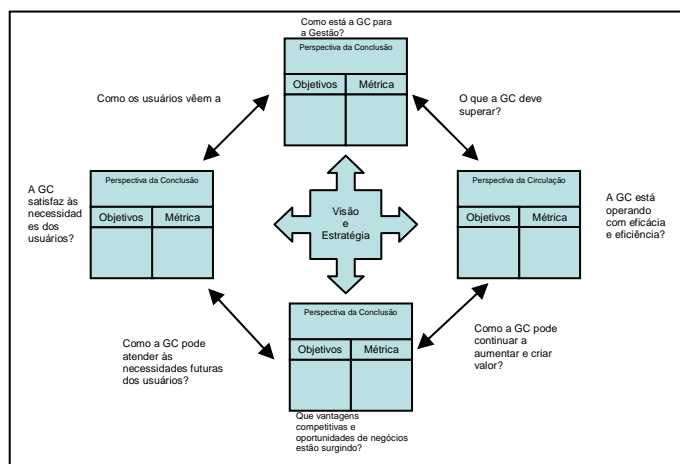 Como está a GC para
a Gestão?
Perspectiva da Conclusão
Objetivos Métrica
Como os usuários vêem a
O que a GC deve
superar?
A GC
satisfaz às
necessidad
es dos
usuários?
Perspectiva da Conclusão
Objetivos Métrica
Visão
e
Estratégia
Perspectiva da Circulação
Objetivos Métrica
A GC está
operando
com eficácia
e eficiência?
Como a GC pode
atender às
necessidades futuras
dos usuários?
Perspectiva da Conclusão
Objetivos Métrica
Como a GC pode
continuar a
aumentar e criar
valor?
Que vantagens
competitivas e
oportunidades de negócios
estão surgindo?